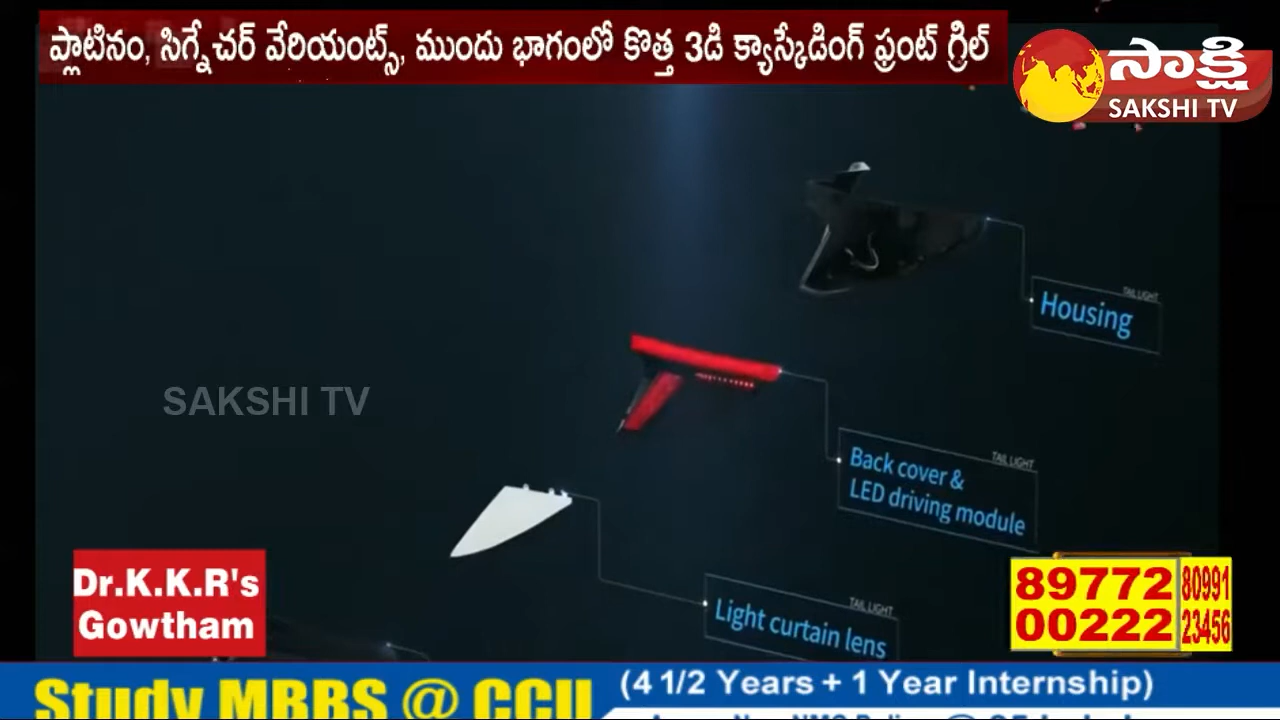 ప్లాటినం, సిగ్నేచర్ వేరియంట్స్, ముందు భాగంలో కొత్త 3డి క్యాస్కేడింగ్ ఫ్రంట్ గ్రిల్
సాక్షి
SAKSHI TV
TAIL LIGHT
Housing
SAKSHI TV
TAIL LIGHT
Back cover &
LED driving module
TAIL LIGHT
Light curtain lens
Dr.K.K.R's
Gowtham
89772
00222
80991
23456
Study MBBS @ CCU
(4 1/2 Years + 1 Year Internship)